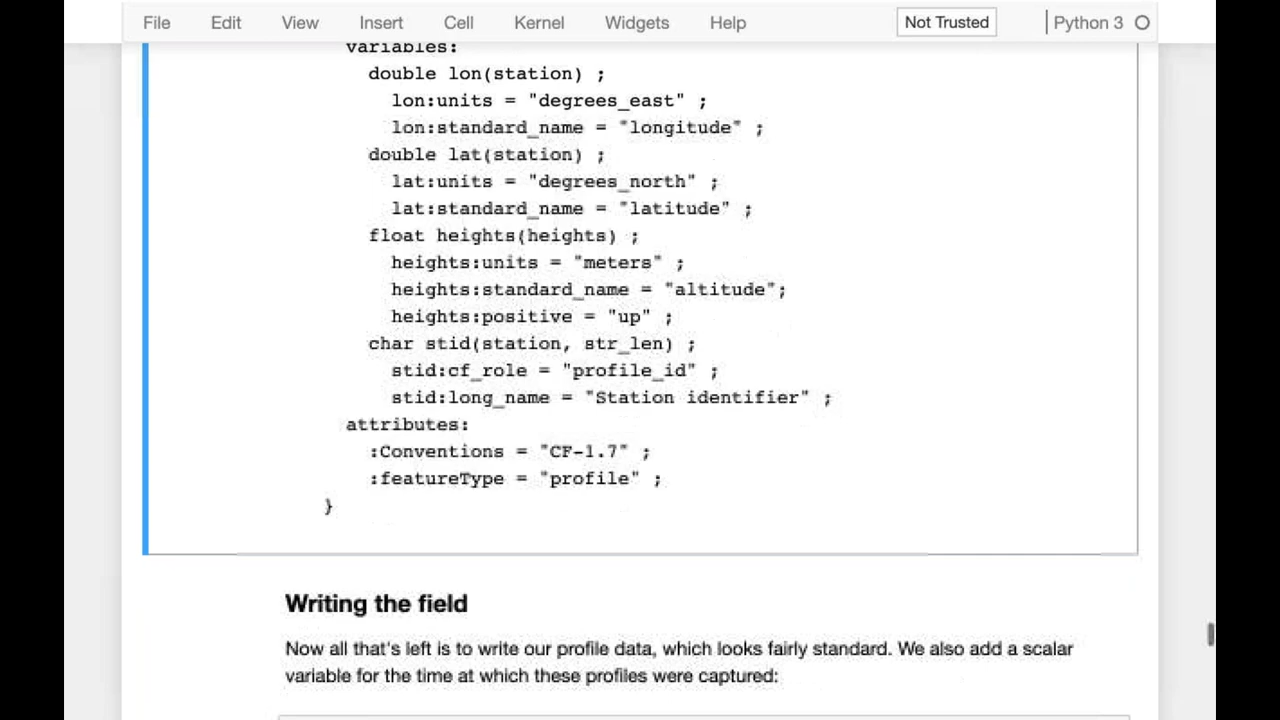 File Edit View Insert Cell Kernel Widgets Help Not Trusted Python 3
variables:
double lon(station) ;
lon:units = "degrees_east" ;
lon:standard_name = "longitude" ;
double lat(station) ;
lat:units = "degrees_north" ;
lat:standard_name = "latitude" ;
float heights(heights) ;
heights:units = "meters" ;
heights:standard_name = "altitude";
heights:positive = "up" ;
char stid(station, str_len) ;
stid:cf_role = "profile_id" ;
stid:long_name = "Station identifier" ;
attributes:
:Conventions = "CF-1.7" ;
:featureType = "profile" ;
}
Writing the field
Now all that's left is to write our profile data, which looks fairly standard. We also add a scalar
variable for the time at which these profiles were captured: